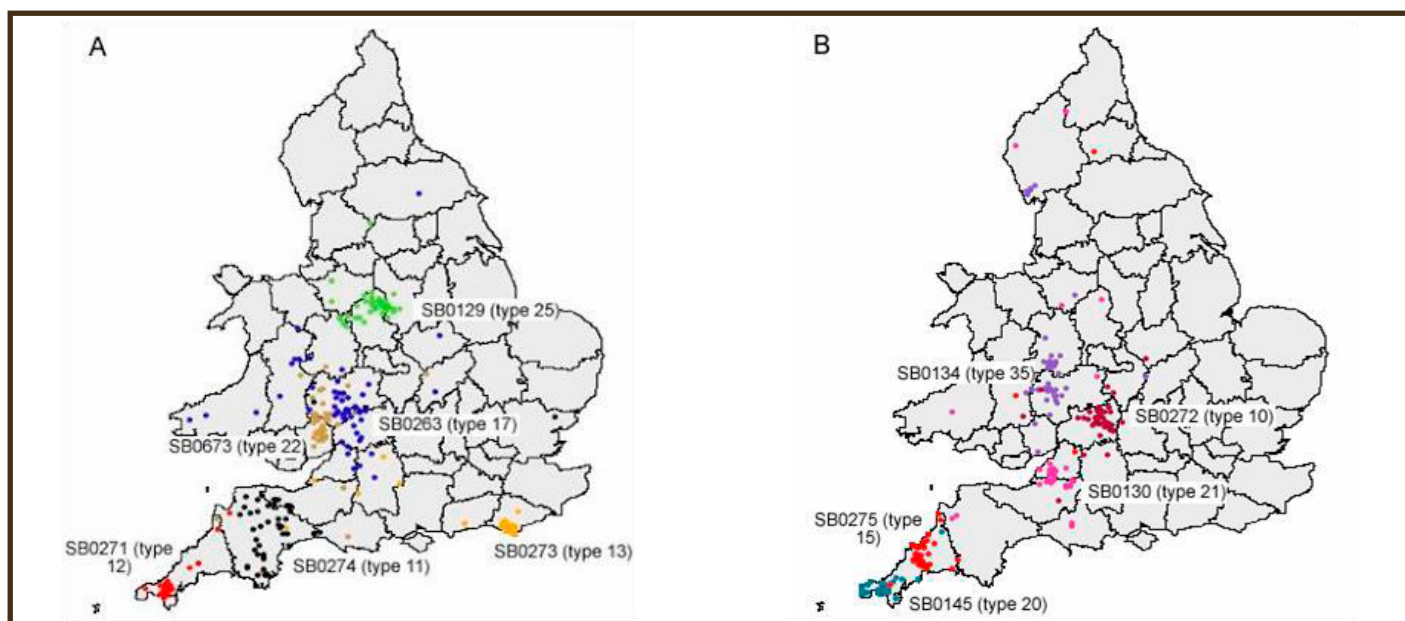 A
SB0129 (type 25)
SB0263 (type 17)
SB0673 (type 22)
SB0271 (type
12)
SB0274 (type 11)
SB0273 (type 13)
B
SB0134 (type 35)
SB0272 (type 10)
SB0130 (type 21)
SB0275 (type
15)
SB0145 (type 20)